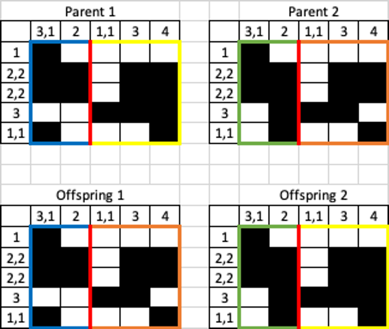 Parent 1
3,1 2 1,1 3 4
1
2,2
2,2
3
1,1
Parent 2
3,1 2 1,1 3 4
1
2,2
2,2
3
1,1
Offspring 1
3,1 2 1,1 3 4
1
2,2
2,2
3
1,1
Offspring 2
3,1 2 1,1 3 4
1
2,2
2,2
3
1,1